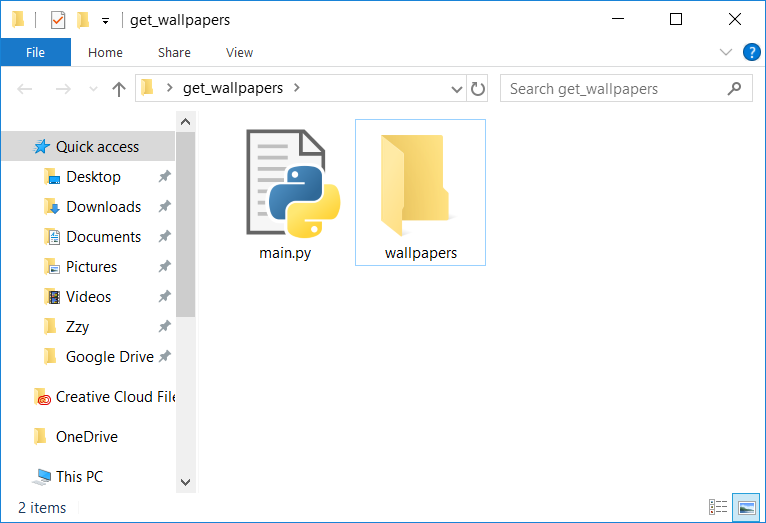 get_wallpapers
File Home Share View
get_wallpapers
Search get_wallpapers
Quick access
Desktop
Downloads
Documents
Pictures
Videos
Zzy
Google Drive
Creative Cloud File
OneDrive
This PC
main.py
wallpapers
2 items